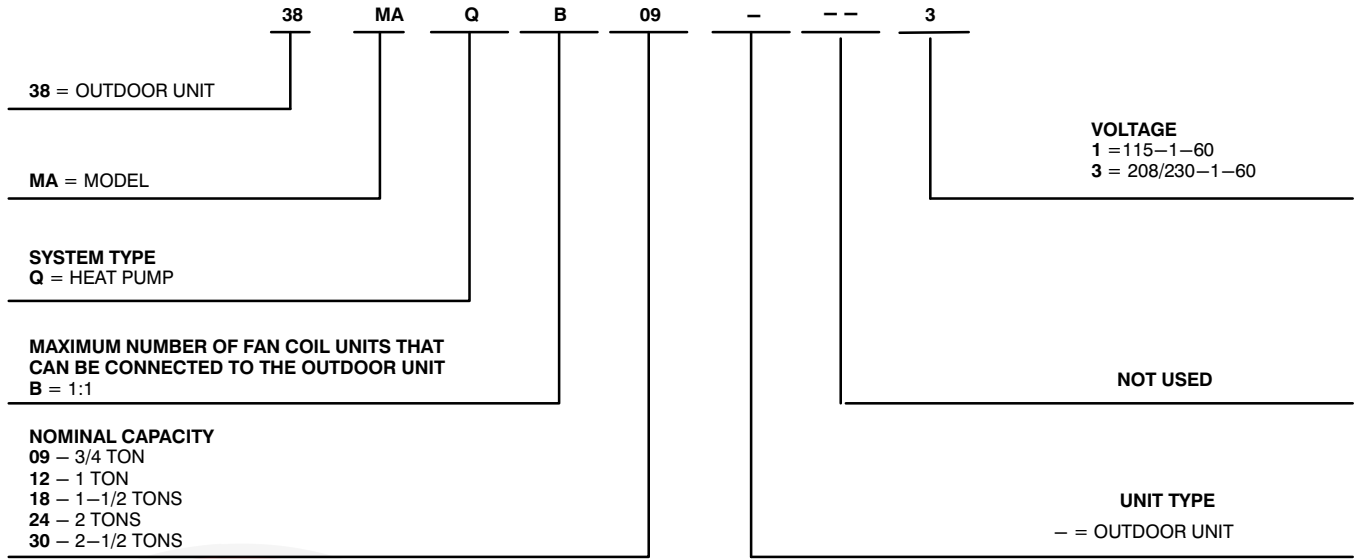 38 MA Q B 09 – – – 3
38 = OUTDOOR UNIT
MA = MODEL
SYSTEM TYPE
Q = HEAT PUMP
MAXIMUM NUMBER OF FAN COIL UNITS THAT
CAN BE CONNECTED TO THE OUTDOOR UNIT
B = 1:1
NOMINAL CAPACITY
09 – 3/4 TON
12 – 1 TON
18 – 1–1/2 TONS
24 – 2 TONS
30 – 2–1/2 TONS
VOLTAGE
1 =115–1–60
3 = 208/230–1–60
NOT USED
UNIT TYPE
– = OUTDOOR UNIT